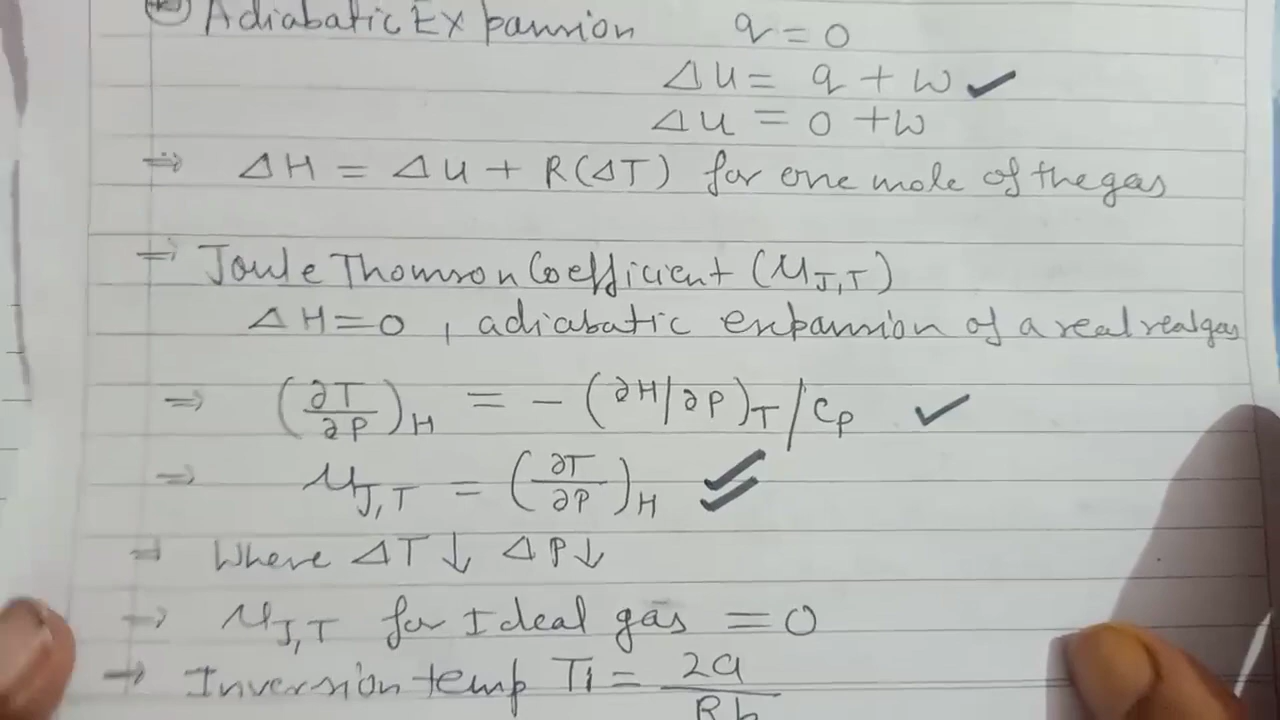 Adiabatic Expansion q = 0
ΔU = q + W ✓
ΔU = 0 + W
⇒ ΔH = ΔU + R(ΔT) for one mole of the gas
⇒ Joule Thomson Coefficient (μJ,T)
ΔH = 0, adiabatic expansion of a real real gas
⇒ (∂T/∂P)H = - (∂H/∂P)T / CP ✓
⇒ μJ,T = (∂T/∂P)H ✓
→ Where ΔT ↓ ΔP ↓
→ μJ,T for Ideal gas = 0
→ Inversion temp Ti = 2a/Rb